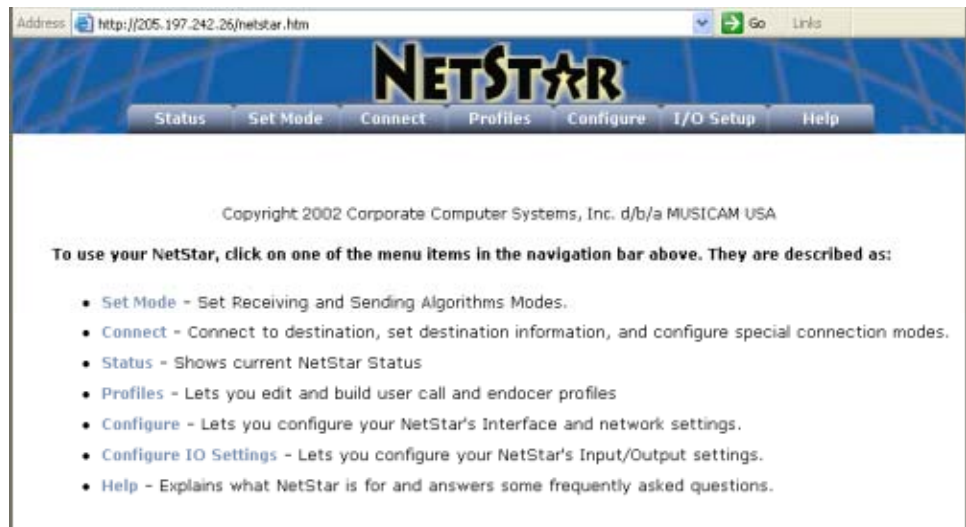 Address http://205.197.242.26/netstar.htm Go Links
NETSTAR
Status Set Mode Connect Profiles Configure I/O Setup Help
Copyright 2002 Corporate Computer Systems, Inc. d/b/a MUSICAM USA
To use your NetStar, click on one of the menu items in the navigation bar above. They are described as:
• Set Mode - Set Receiving and Sending Algorithms Modes.
• Connect - Connect to destination, set destination information, and configure special connection modes.
• Status - Shows current NetStar Status
• Profiles - Lets you edit and build user call and endocer profiles
• Configure - Lets you configure your NetStar's Interface and network settings.
• Configure IO Settings - Lets you configure your NetStar's Input/Output settings.
• Help - Explains what NetStar is for and answers some frequently asked questions.